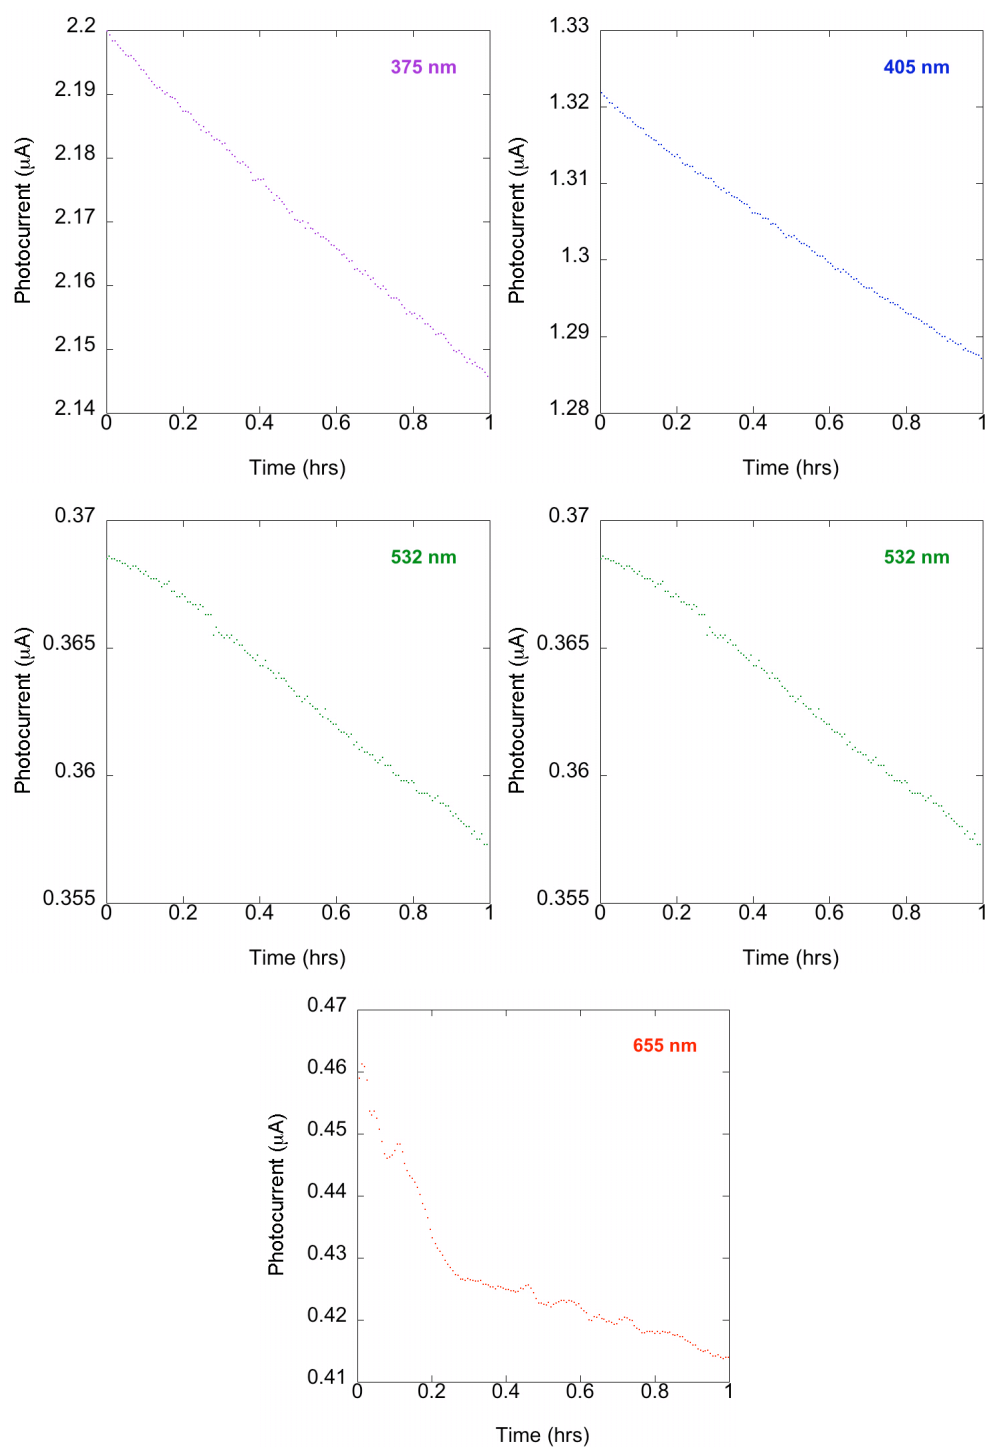 2.2
2.19
2.18
2.17
2.16
2.15
2.14
Photocurrent (μA)
375 nm
0 0.2 0.4 0.6 0.8 1
Time (hrs)
1.33
1.32
1.31
1.3
1.29
1.28
Photocurrent (μA)
405 nm
0 0.2 0.4 0.6 0.8 1
Time (hrs)
0.37
0.365
0.36
0.355
Photocurrent (μA)
532 nm
0 0.2 0.4 0.6 0.8 1
Time (hrs)
0.37
0.365
0.36
0.355
Photocurrent (μA)
532 nm
0 0.2 0.4 0.6 0.8 1
Time (hrs)
0.47
0.46
0.45
0.44
0.43
0.42
0.41
Photocurrent (μA)
655 nm
0 0.2 0.4 0.6 0.8 1
Time (hrs)